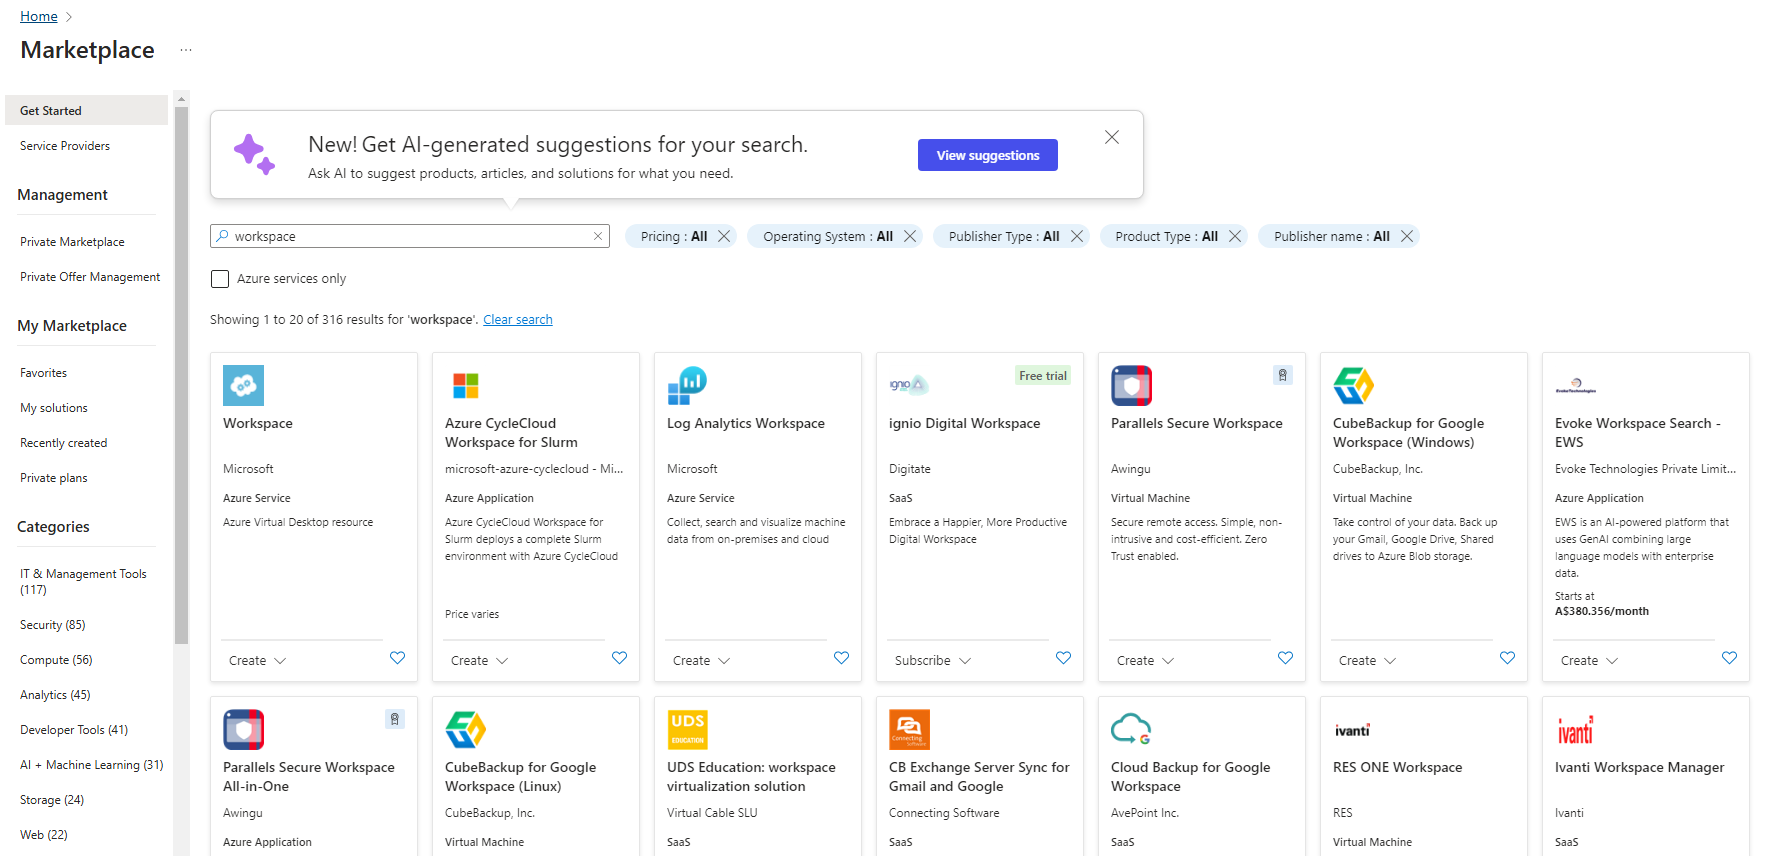 Home
Marketplace
...
Get Started
Service Providers
Management
Private Marketplace
Private Offer Management
My Marketplace
Favorites
My solutions
Recently created
Private plans
Categories
IT & Management Tools
(117)
Security (85)
Compute (56)
Analytics (45)
Developer Tools (41)
AI + Machine Learning (31)
Storage (24)
Web (22)
New! Get AI-generated suggestions for your search.
Ask AI to suggest products, articles, and solutions for what you need.
View suggestions
workspace
Pricing : All
Operating System : All
Publisher Type : All
Product Type : All
Publisher name : All
Azure services only
Showing 1 to 20 of 316 results for 'workspace'. Clear search
Workspace
Microsoft
Azure Service
Azure Virtual Desktop resource
Create
Azure CycleCloud
Workspace for Slurm
microsoft-azure-cyclecloud - Mi...
Azure Application
Azure CycleCloud Workspace for
Slurm deploys a complete Slurm
environment with Azure CycleCloud
Price varies
Create
Log Analytics Workspace
Microsoft
Azure Service
Collect, search and visualize machine
data from on-premises and cloud
Create
ignio
Free trial
ignio Digital Workspace
Digitate
SaaS
Embrace a Happier, More Productive
Digital Workspace
Subscribe
Parallels Secure Workspace
Awingu
Virtual Machine
Secure remote access. Simple, non-
intrusive and cost-efficient. Zero
Trust enabled.
Create
CubeBackup for Google
Workspace (Windows)
CubeBackup, Inc.
Virtual Machine
Take control of your data. Back up
your Gmail, Google Drive, Shared
drives to Azure Blob storage.
Create
EvokeTechnologies
Evoke Workspace Search -
EWS
Evoke Technologies Private Limit...
Azure Application
EWS is an AI-powered platform that
uses GenAI combining large
language models with enterprise
data.
Starts at
A$380.356/month
Create
Parallels Secure Workspace
All-in-One
Awingu
Azure Application
CubeBackup for Google
Workspace (Linux)
CubeBackup, Inc.
Virtual Machine
UDS
EDUCATION
UDS Education: workspace
virtualization solution
Virtual Cable SLU
SaaS
Connecting
Software
CB Exchange Server Sync for
Gmail and Google
Connecting Software
SaaS
G
Cloud Backup for Google
Workspace
AvePoint Inc.
SaaS
ivanti
RES ONE Workspace
RES
Virtual Machine
ivanti
Ivanti Workspace Manager
Ivanti
SaaS